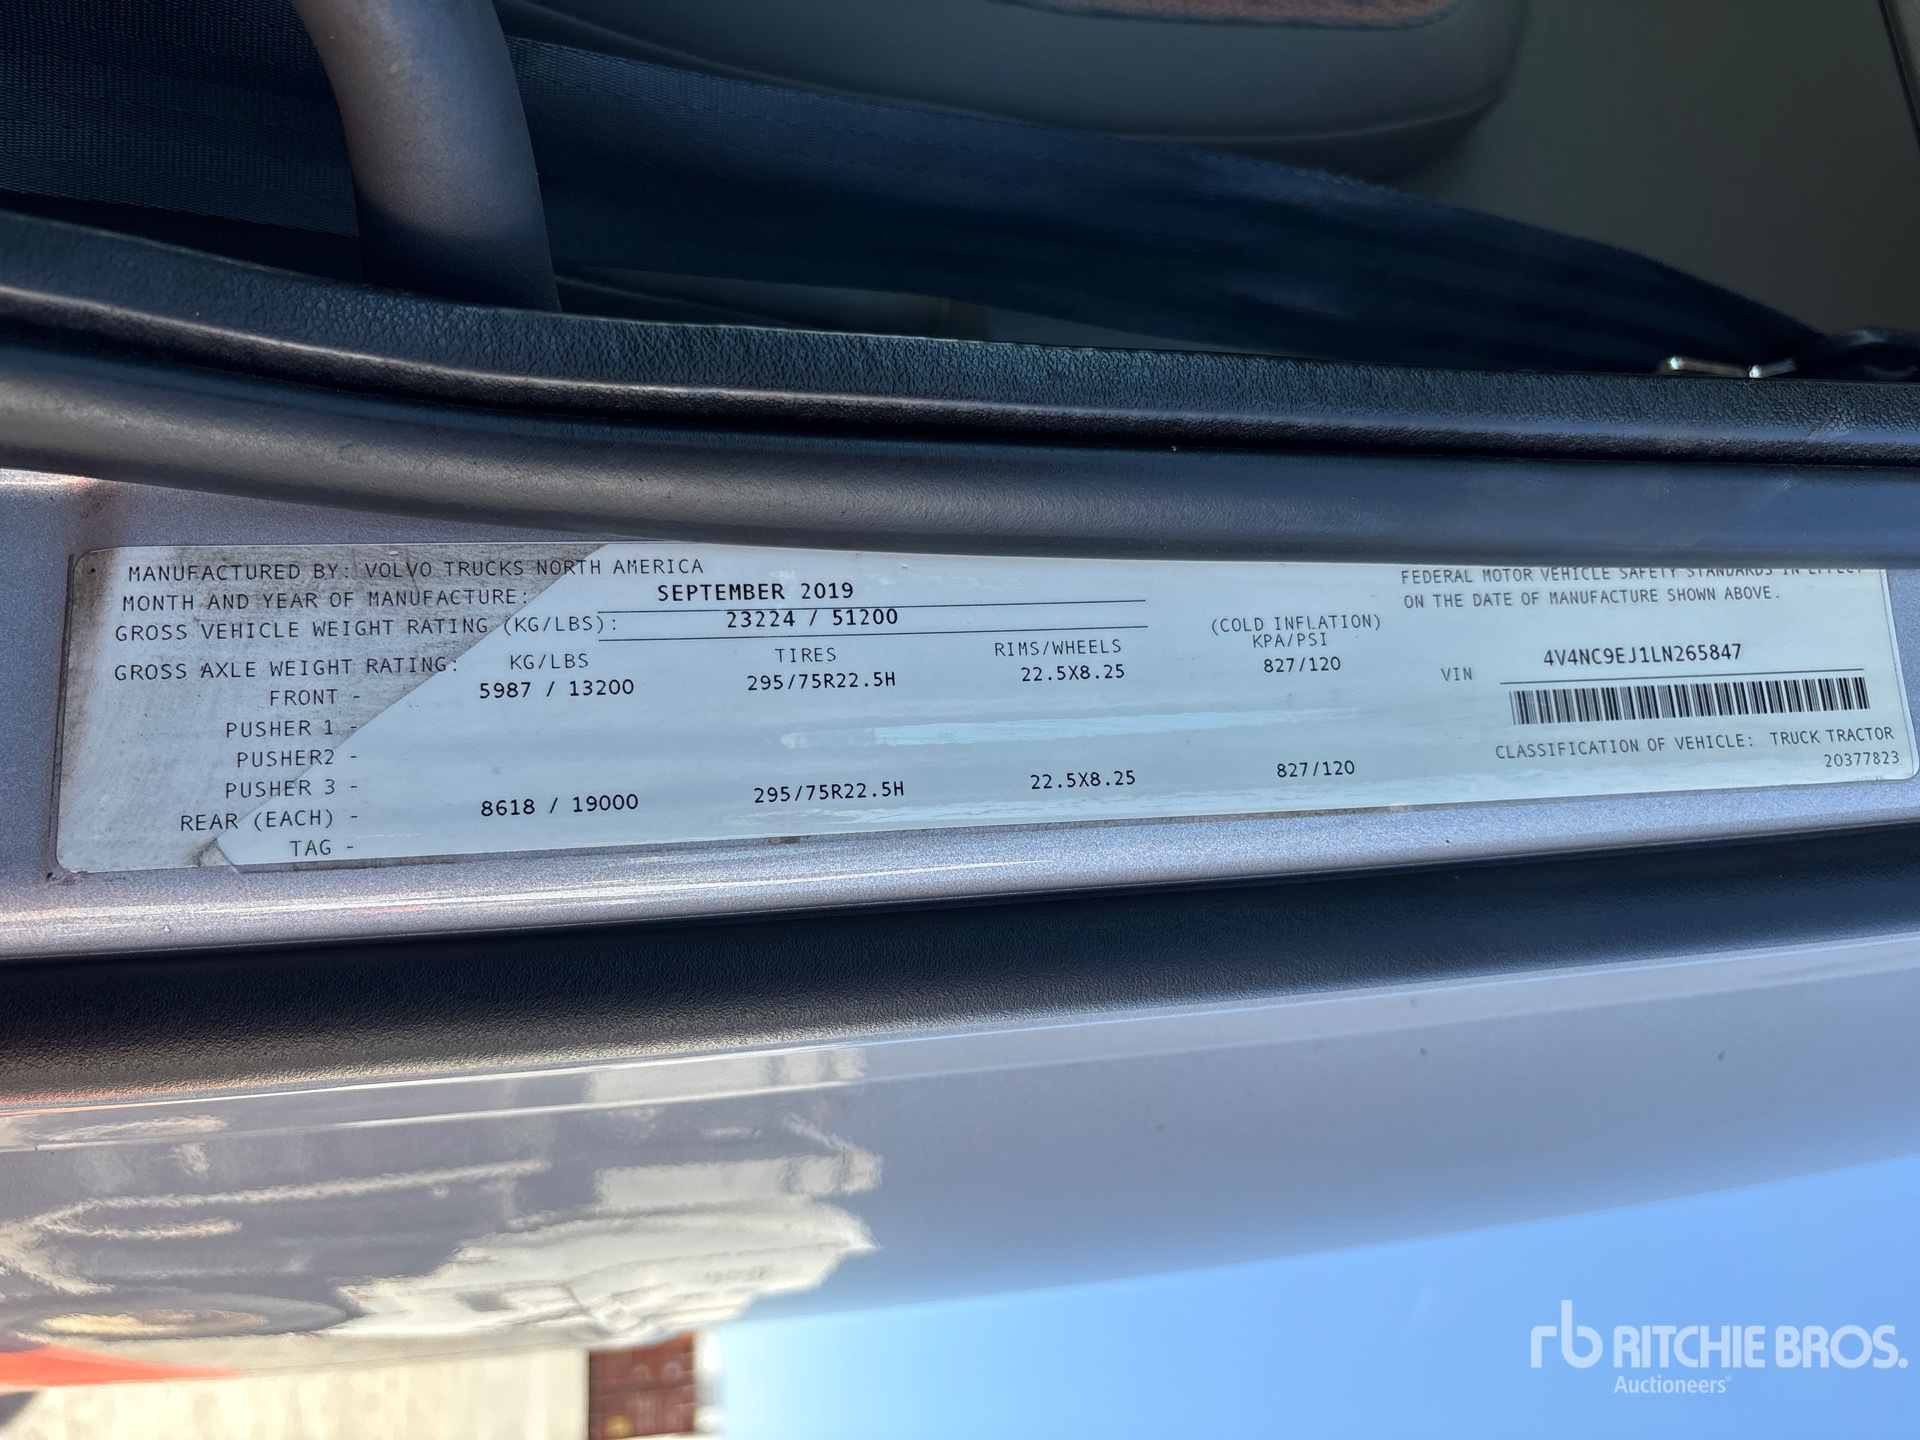 MANUFACTURED BY: VOLVO TRUCKS NORTH AMERICA
MONTH AND YEAR OF MANUFACTURE: SEPTEMBER 2019
GROSS VEHICLE WEIGHT RATING (KG/LBS): 23224 / 51200
GROSS AXLE WEIGHT RATING: KG/LBS TIRES RIMS/WHEELS (COLD INFLATION) KPA/PSI
FRONT - 5987 / 13200 295/75R22.5H 22.5X8.25 827/120
PUSHER 1 -
PUSHER2 -
PUSHER 3 -
REAR (EACH) - 8618 / 19000 295/75R22.5H 22.5X8.25 827/120
TAG -
FEDERAL MOTOR VEHICLE SAFETY STANDARDS IN EFFECT
ON THE DATE OF MANUFACTURE SHOWN ABOVE.
VIN 4V4NC9EJ1LN265847
CLASSIFICATION OF VEHICLE: TRUCK TRACTOR
20377823
rb RITCHIE BROS.
Auctioneers